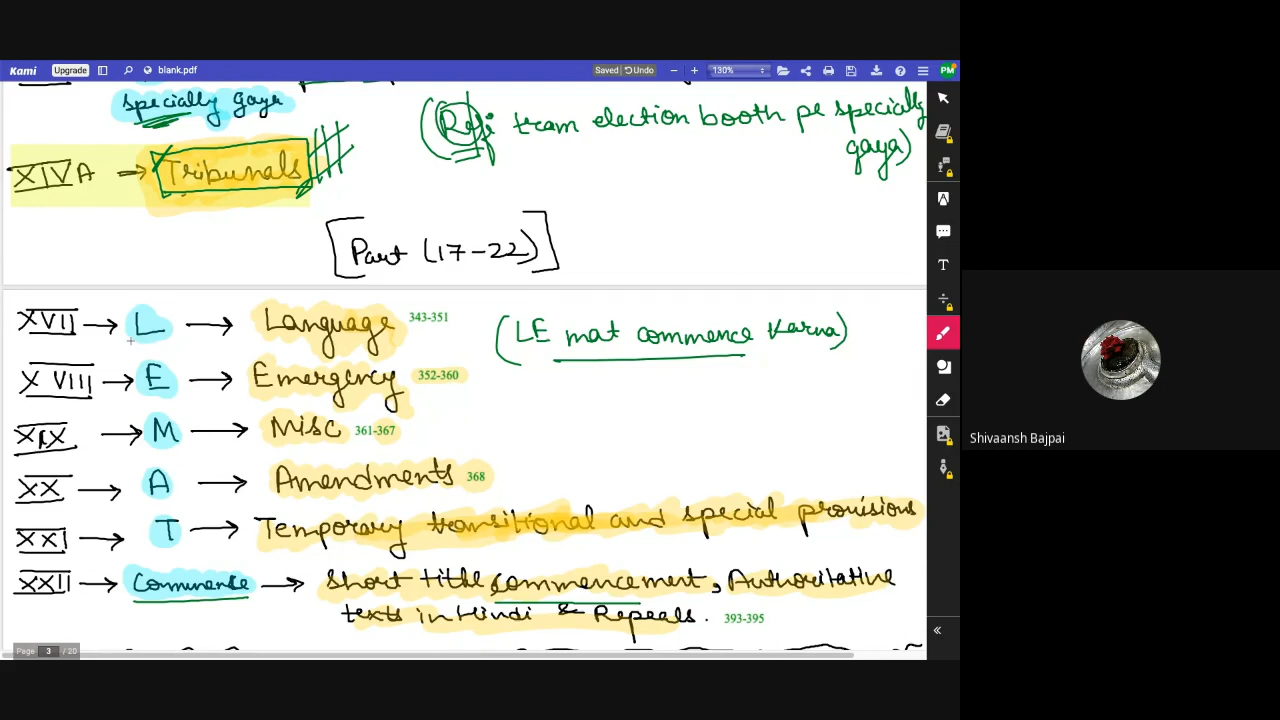 Kami Upgrade blank.pdf Saved Undo 130% PM
specially gaya
(Ref team election booth pe specially
gaya)
XIVA → Tribunals
[Part (17-22)]
XVII → L → Language 343-351
(LE mat commence karna)
XVIII → E → Emergency 352-360
XIX → M → Misc 361-367
XX → A → Amendments 368
XXI → T → Temporary transitional and special provisions
XXII → Commense → Short title, commencement, Authoritative
texts in Hindi & Repeals. 393-395
Page 3 / 20
Shivaansh Bajpai